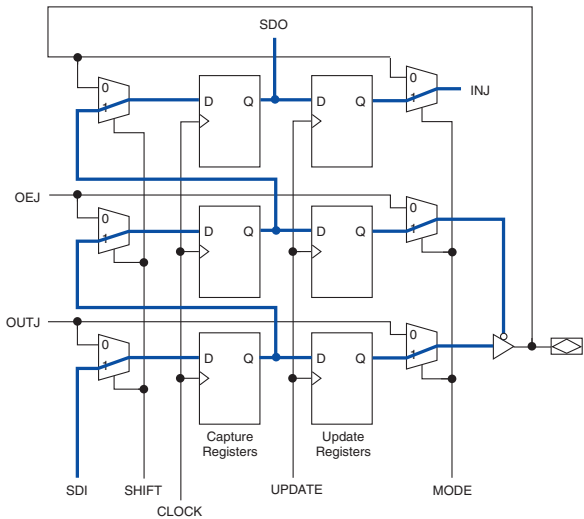 SDO
0
1
D Q
D Q
0
1
INJ
OEJ
0
1
D Q
D Q
0
1
OUTJ
0
1
D Q
D Q
0
1
Capture
Registers
Update
Registers
SDI
SHIFT
CLOCK
UPDATE
MODE